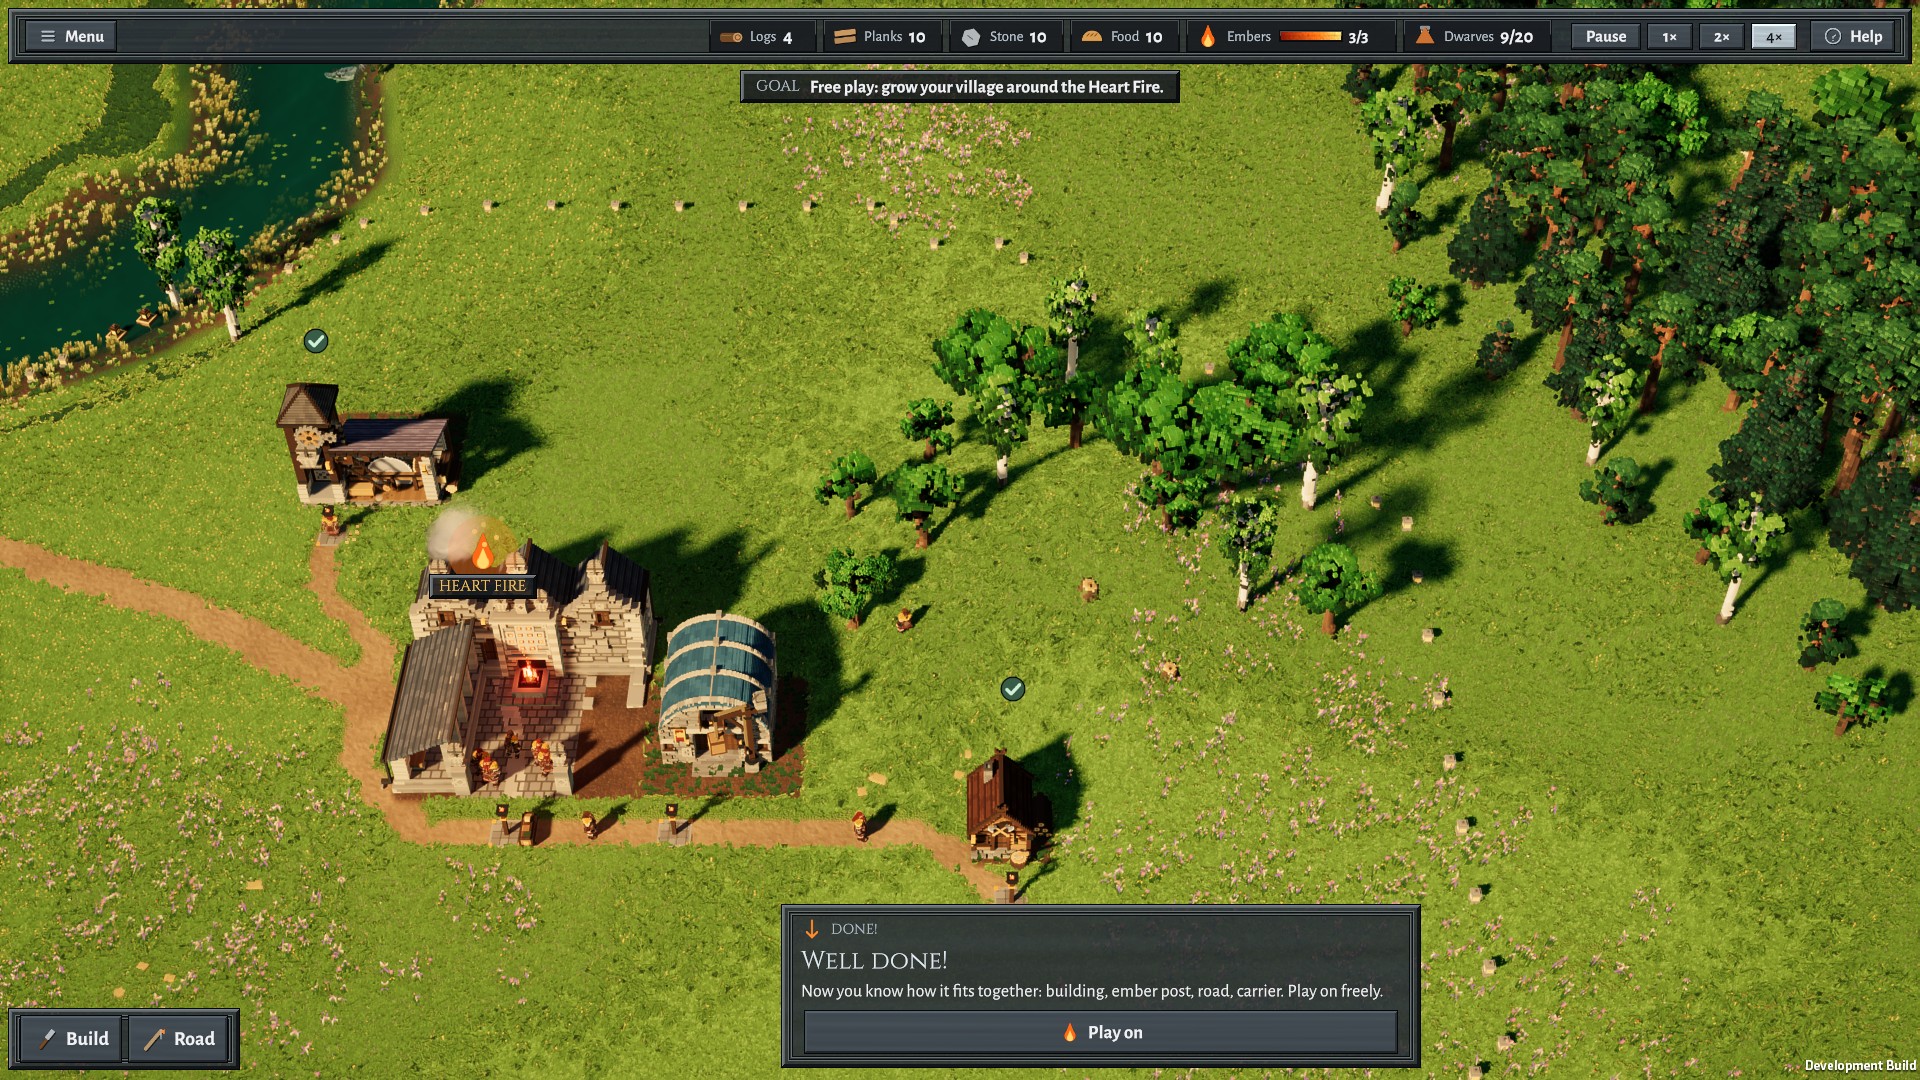 Menu
Logs 4
Planks 10
Stone 10
Food 10
Embers 3/3
Dwarves 9/20
Pause
1×
2×
4×
Help
GOAL Free play: grow your village around the Heart Fire.
HEART FIRE
DONE!
WELL DONE!
Now you know how it fits together: building, ember post, road, carrier. Play on freely.
Play on
Build
Road
Development Build